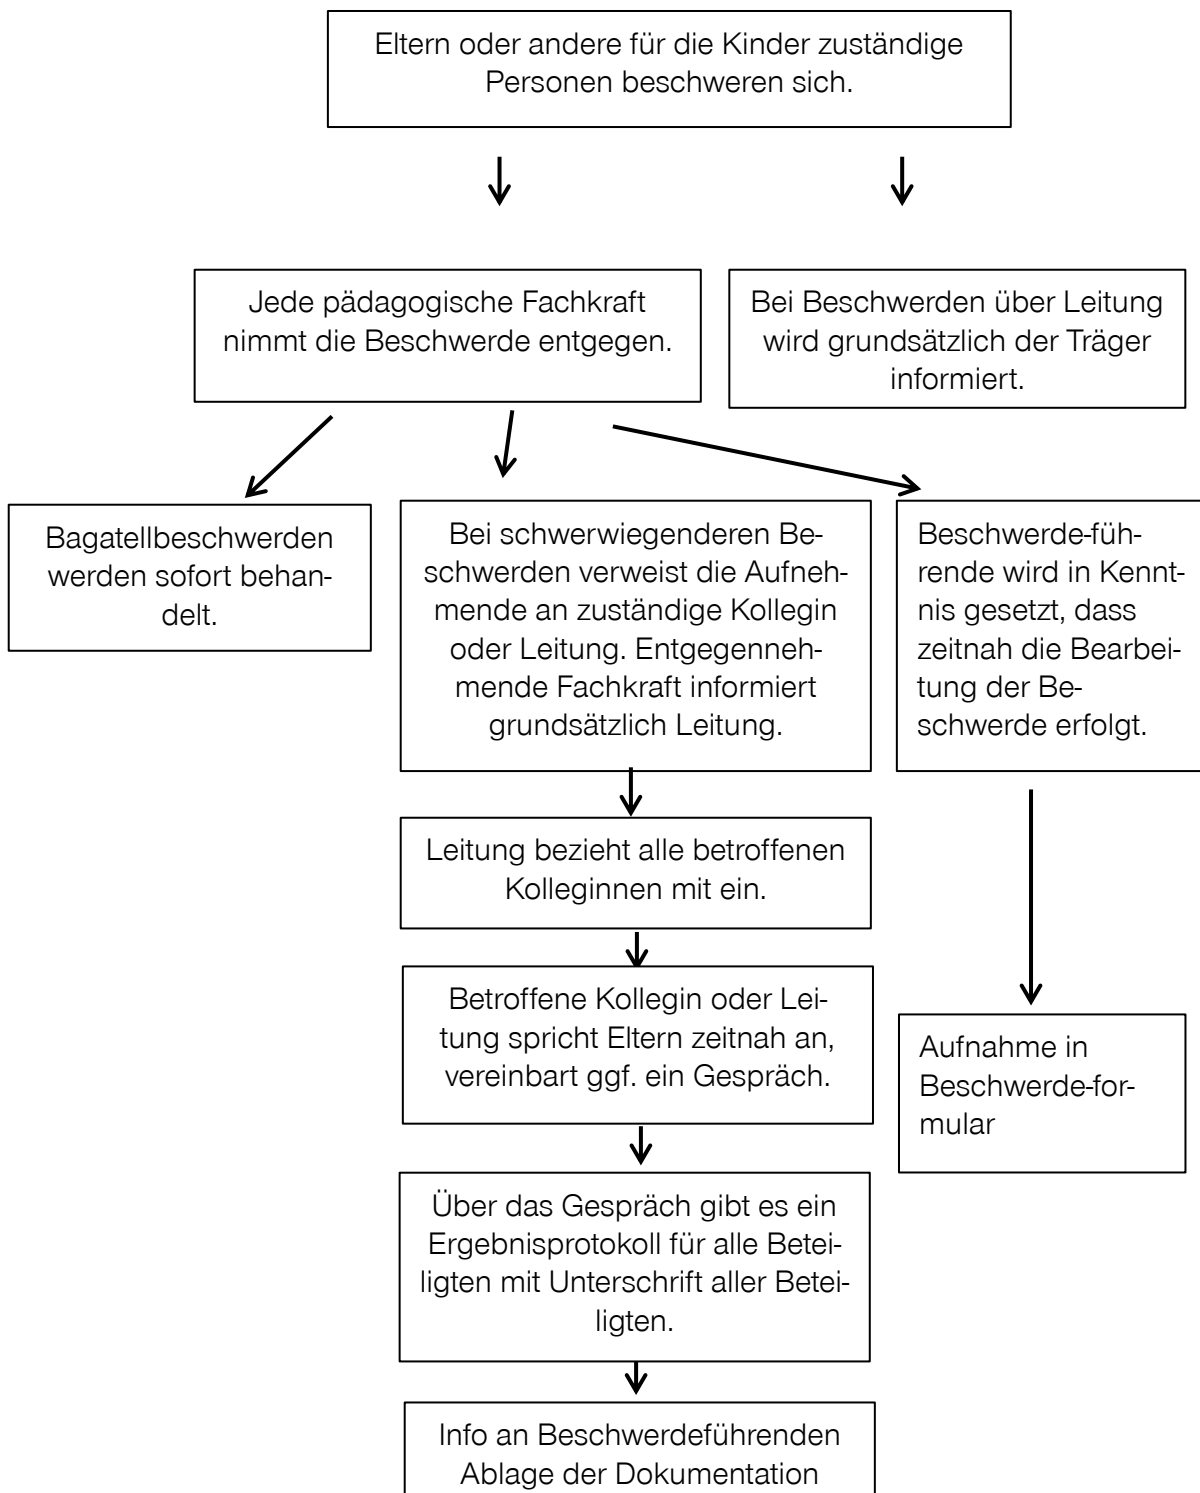 Eltern oder andere für die Kinder zuständige
Personen beschweren sich.
Jede pädagogische Fachkraft
nimmt die Beschwerde entgegen.
Bei Beschwerden über Leitung
wird grundsätzlich der Träger
informiert.
Bagatellbeschwerden
werden sofort behan-
delt.
Bei schwerwiegenderen Be-
schwerden verweist die Aufneh-
mende an zuständige Kollegin
oder Leitung. Entgegenneh-
mende Fachkraft informiert
grundsätzlich Leitung.
Beschwerde-füh-
rende wird in Kennt-
nis gesetzt, dass
zeitnah die Bearbei-
tung der Be-
schwerde erfolgt.
Leitung bezieht alle betroffenen
Kolleginnen mit ein.
Betroffene Kollegin oder Lei-
tung spricht Eltern zeitnah an,
vereinbart ggf. ein Gespräch.
Aufnahme in
Beschwerde-for-
mular
Über das Gespräch gibt es ein
Ergebnisprotokoll für alle Betei-
ligten mit Unterschrift aller Betei-
ligten.
Info an Beschwerdeführenden
Ablage der Dokumentation